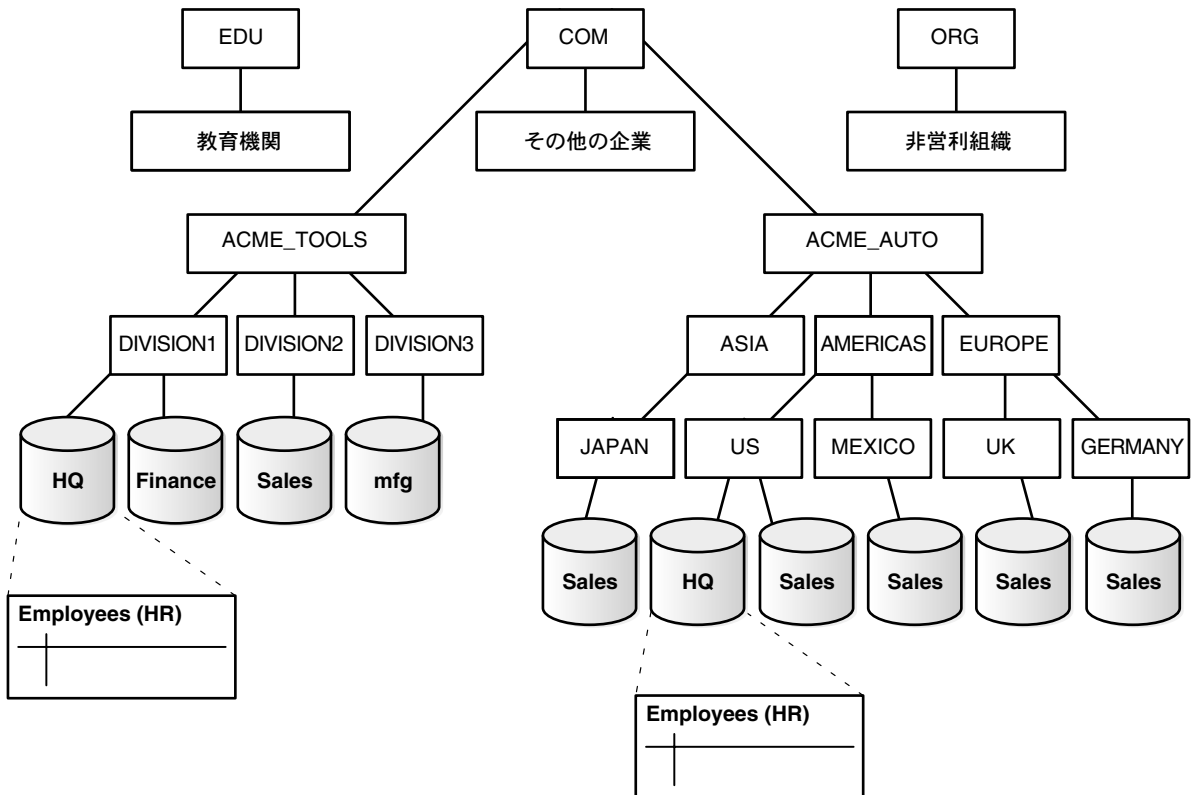 EDU
COM
ORG
教育機関
その他の企業
非営利組織
ACME_TOOLS
ACME_AUTO
DIVISION1
DIVISION2
DIVISION3
ASIA
AMERICAS
EUROPE
HQ
Finance
Sales
mfg
JAPAN
US
MEXICO
UK
GERMANY
Sales
HQ
Sales
Sales
Sales
Sales
Employees (HR)
Employees (HR)